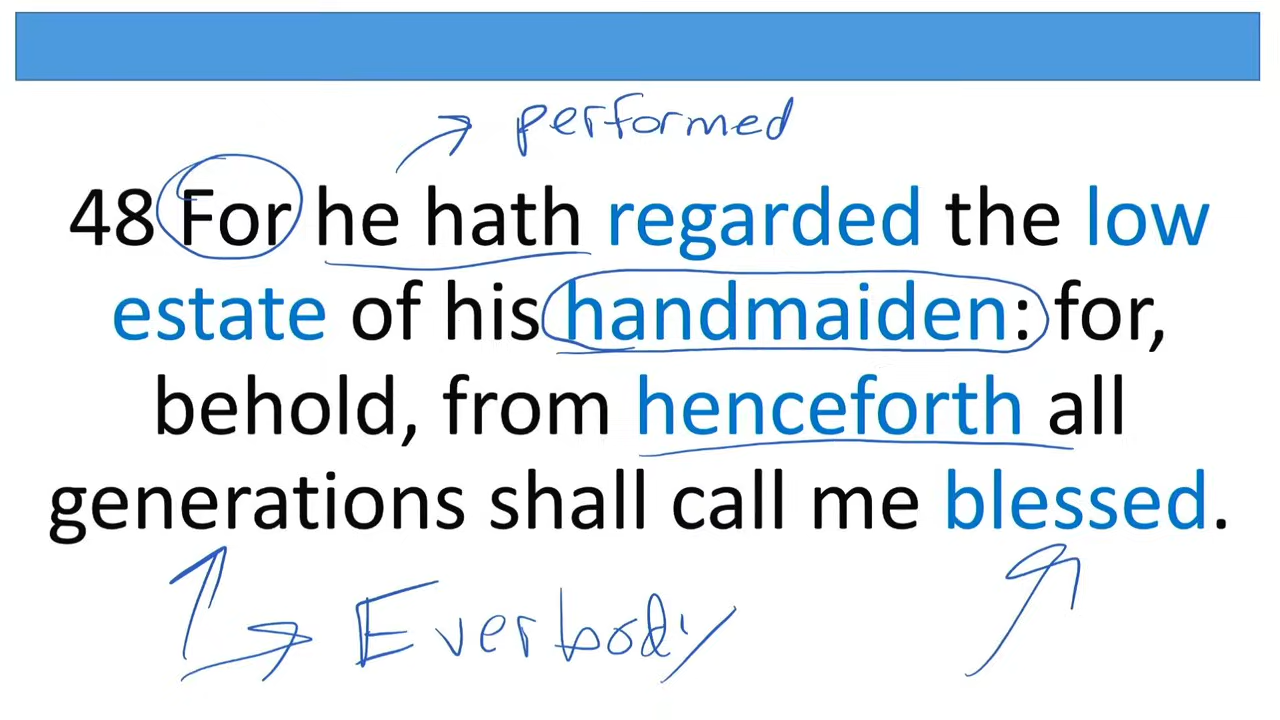 performed
48 For he hath regarded the low
estate of his handmaiden: for,
behold, from henceforth all
generations shall call me blessed.
Everbody